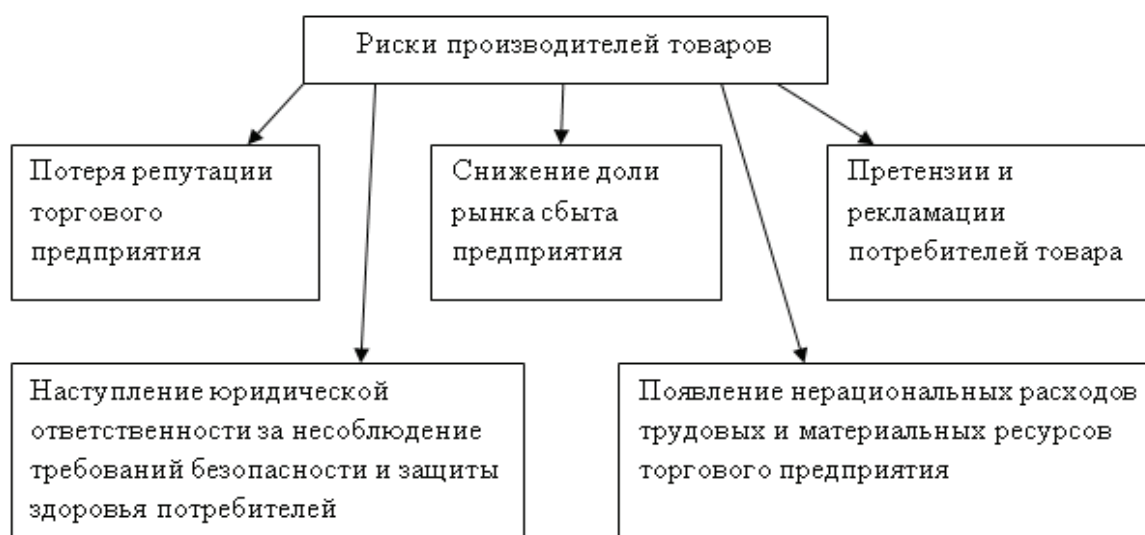 Риски производителей товаров
Потеря репутации
торгового
предприятия
Снижение доли
рынка сбыта
предприятия
Претензии и
рекламации
потребителей товара
Наступление юридической
ответственности за несоблюдение
требований безопасности и защиты
здоровья потребителей
Появление нерациональных расходов
трудовых и материальных ресурсов
торгового предприятия